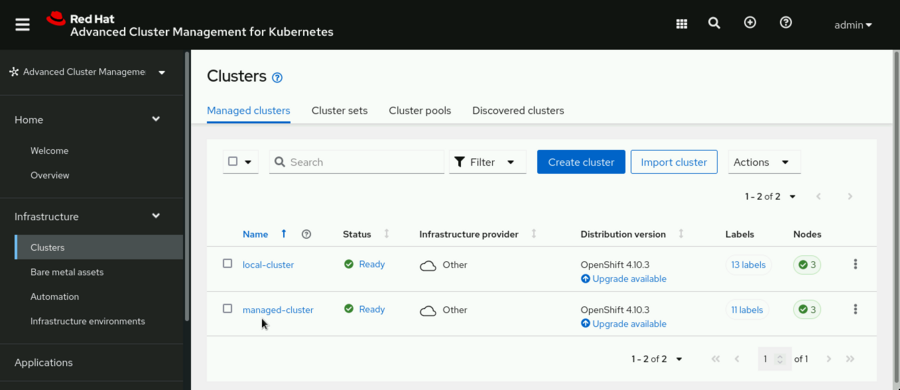 Red Hat
Advanced Cluster Management for Kubernetes
admin
Advanced Cluster Manageme
Home
Welcome
Overview
Infrastructure
Clusters
Bare metal assets
Automation
Infrastructure environments
Applications
Clusters
Managed clusters Cluster sets Cluster pools Discovered clusters
Search Filter Create cluster Import cluster Actions
1 - 2 of 2
Name Status Infrastructure provider Distribution version Labels Nodes
local-cluster Ready Other OpenShift 4.10.3 13 labels 3
Upgrade available
managed-cluster Ready Other OpenShift 4.10.3 11 labels 3
Upgrade available
1 - 2 of 2 1 of 1